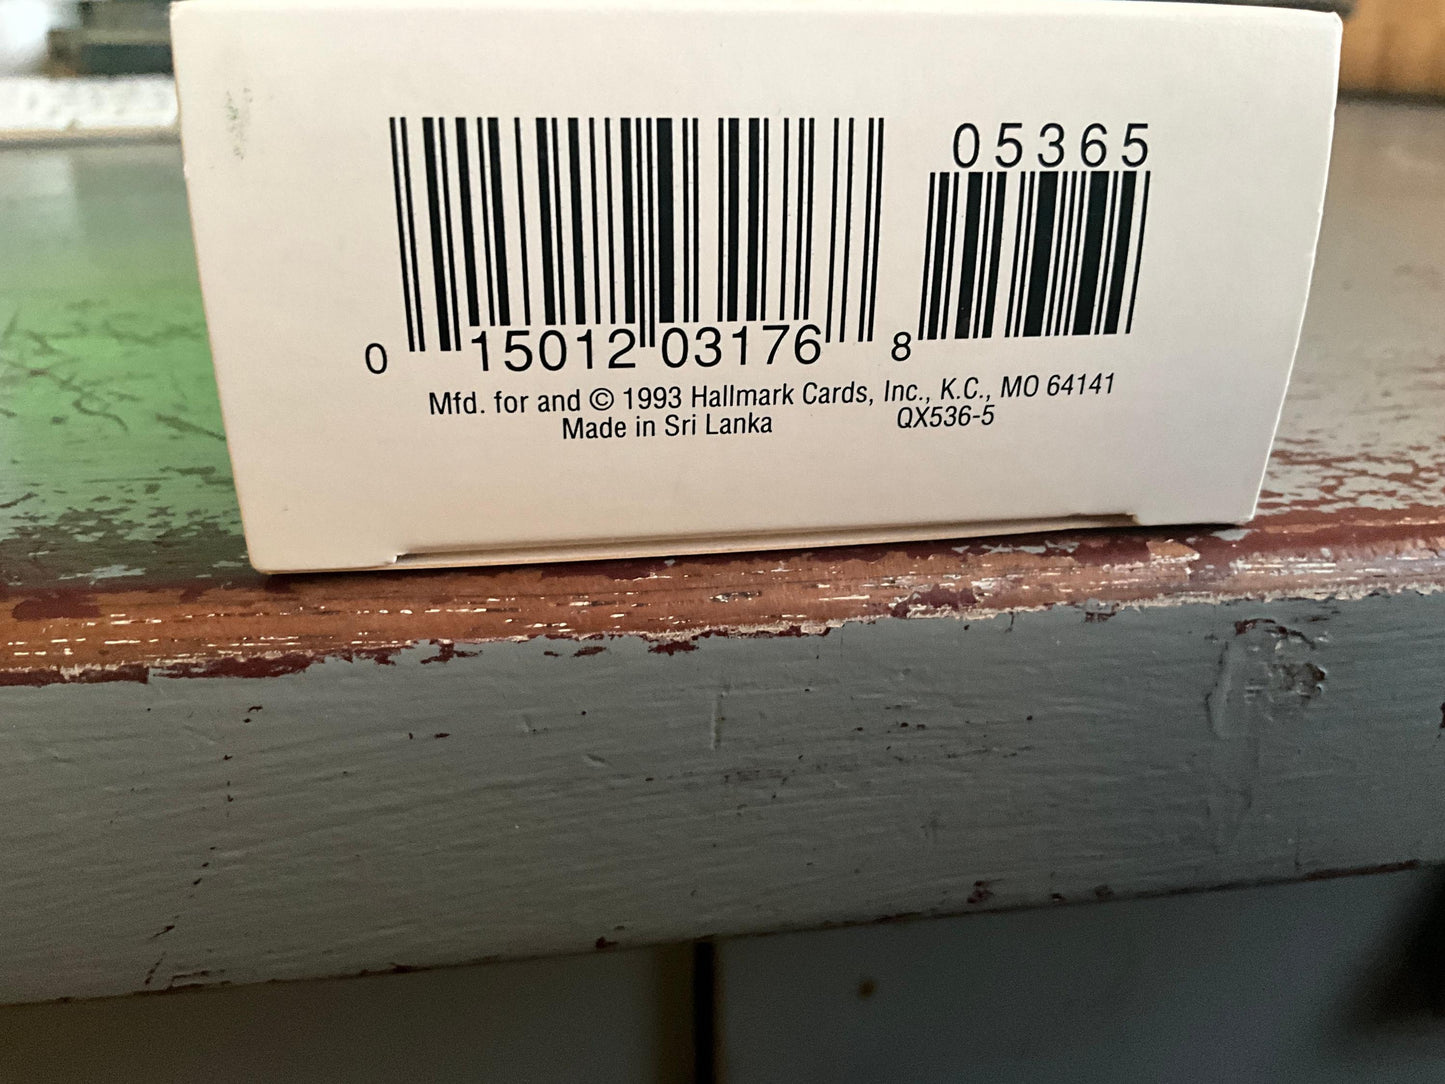 05365
0 15012 03176 8
Mfd. for and © 1993 Hallmark Cards, Inc., K.C., MO 64141
Made in Sri Lanka QX536-5